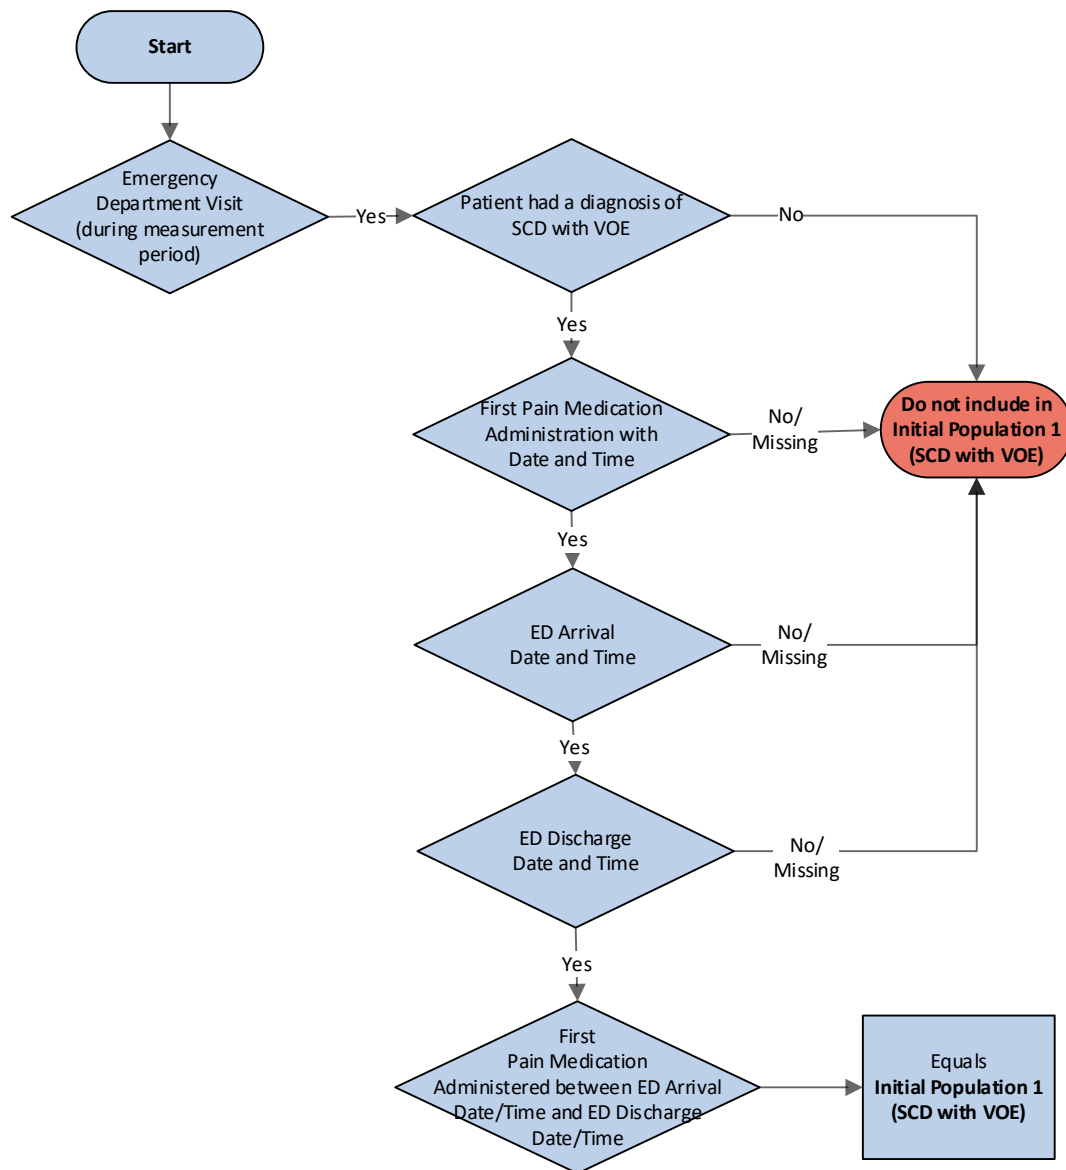 Start
Emergency
Department Visit
(during measurement
period)
Yes
Patient had a diagnosis of
SCD with VOE
No
Yes
First Pain Medication
Administration with
Date and Time
No/
Missing
Do not include in
Initial Population 1
(SCD with VOE)
Yes
ED Arrival
Date and Time
No/
Missing
Yes
ED Discharge
Date and Time
No/
Missing
Yes
First
Pain Medication
Administered between ED Arrival
Date/Time and ED Discharge
Date/Time
Equals
Initial Population 1
(SCD with VOE)